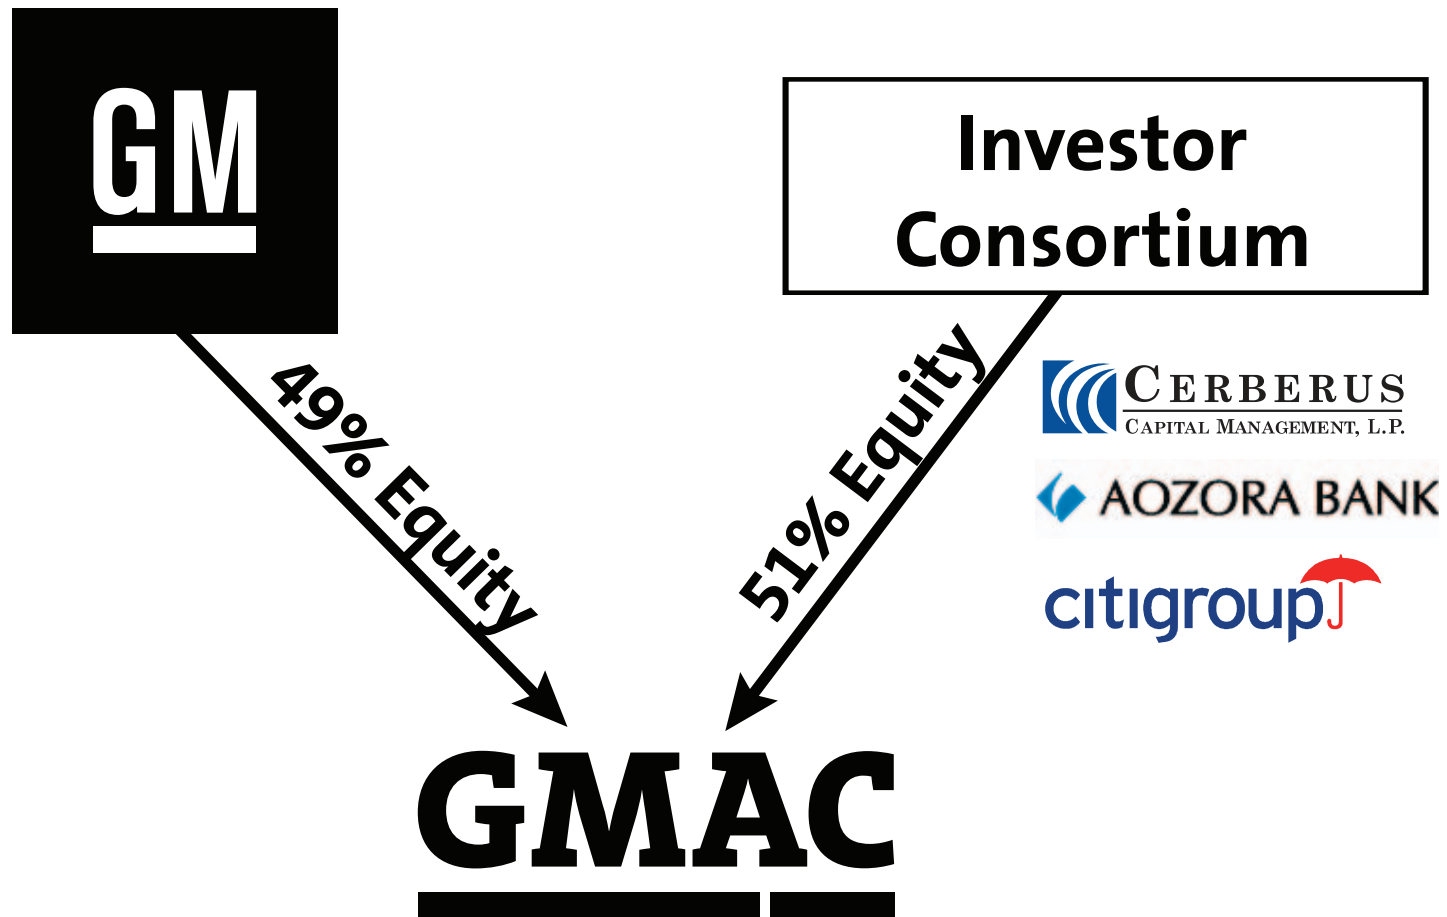 GM
Investor
Consortium
49% Equity
51% Equity
CERBERUS
CAPITAL MANAGEMENT, L.P.
AOZORA BANK
citigroup
GMAC